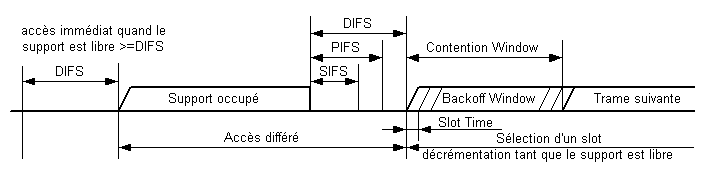 accès immédiat quand le
support est libre >=DIFS
DIFS
DIFS
PIFS
SIFS
Contention Window
Support occupé
Backoff Window
Trame suivante
Slot Time
Accès différé
Sélection d'un slot
décrémentation tant que le support est libre